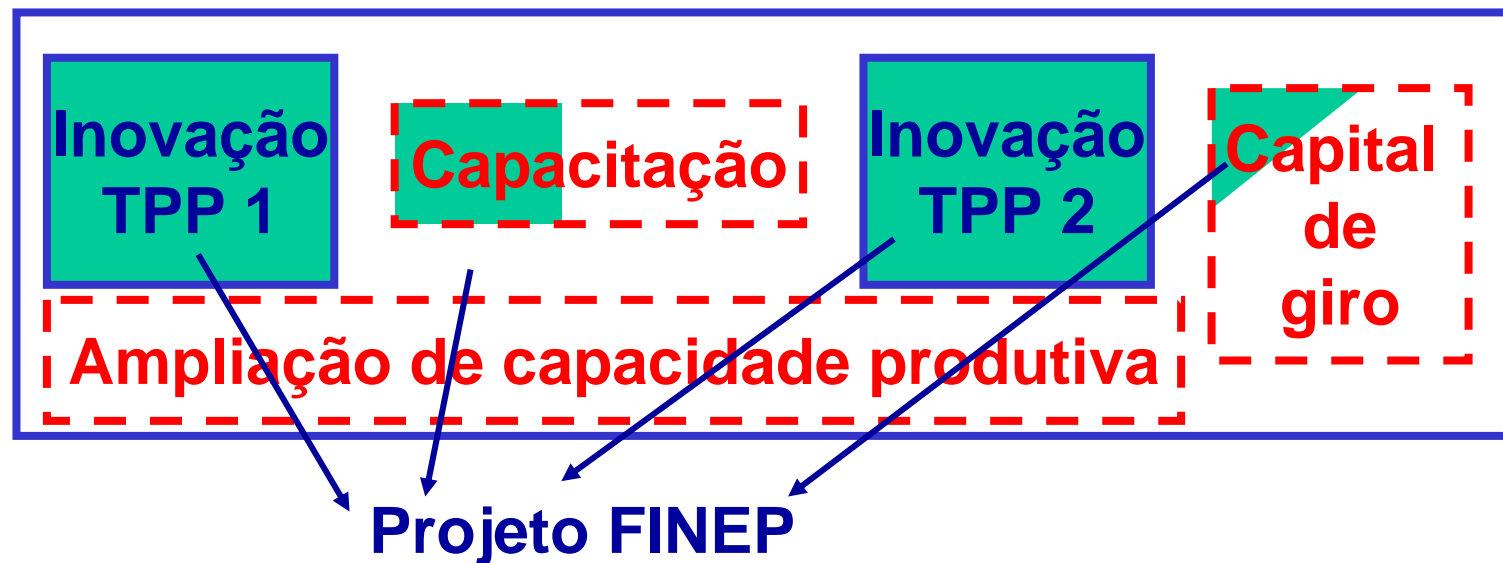 Inovação
TPP 1
Capacitação
Inovação
TPP 2
Capital
de
giro
Ampliação de capacidade produtiva
Projeto FINEP